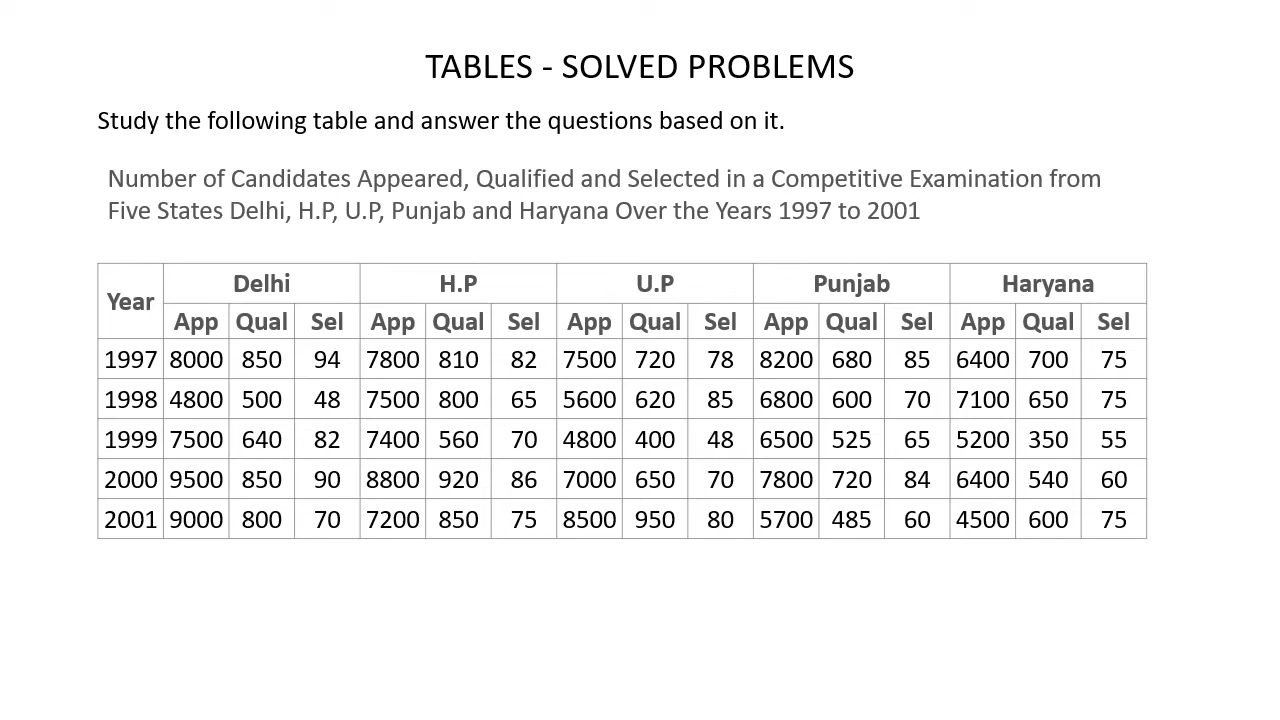 TABLES - SOLVED PROBLEMS
Study the following table and answer the questions based on it.
Number of Candidates Appeared, Qualified and Selected in a Competitive Examination from
Five States Delhi, H.P, U.P, Punjab and Haryana Over the Years 1997 to 2001
Year Delhi H.P U.P Punjab Haryana
App Qual Sel App Qual Sel App Qual Sel App Qual Sel App Qual Sel
1997 8000 850 94 7800 810 82 7500 720 78 8200 680 85 6400 700 75
1998 4800 500 48 7500 800 65 5600 620 85 6800 600 70 7100 650 75
1999 7500 640 82 7400 560 70 4800 400 48 6500 525 65 5200 350 55
2000 9500 850 90 8800 920 86 7000 650 70 7800 720 84 6400 540 60
2001 9000 800 70 7200 850 75 8500 950 80 5700 485 60 4500 600 75